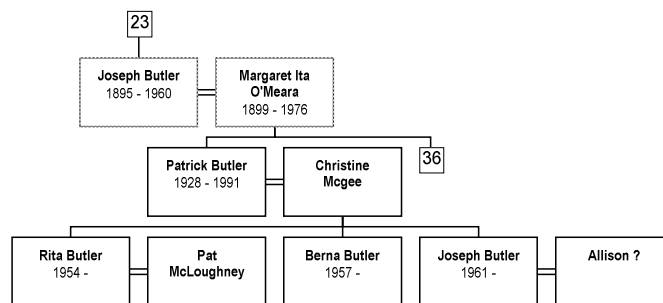 23
Joseph Butler
1895 - 1960
Margaret Ita
O'Meara
1899 - 1976
Patrick Butler
1928 - 1991
Christine
Mcgee
36
Rita Butler
1954 -
Pat
McLoughney
Berna Butler
1957 -
Joseph Butler
1961 -
Allison ?